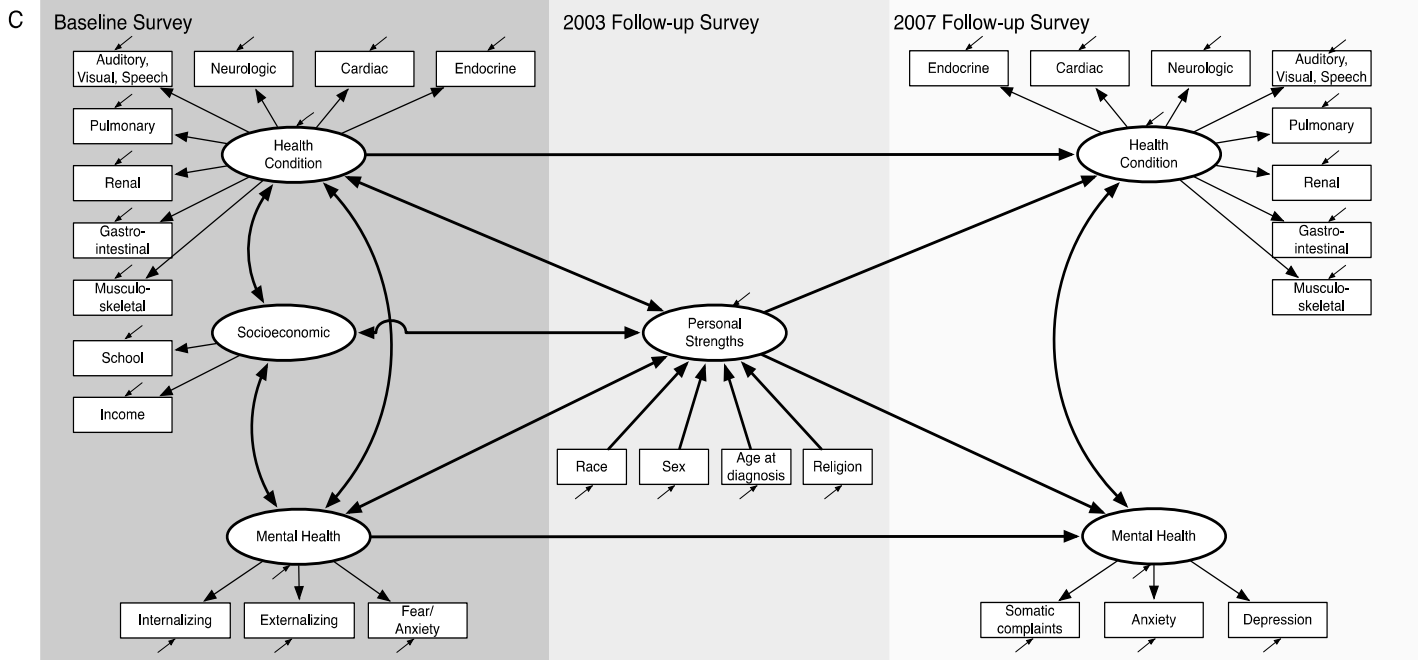 C
Baseline Survey
2003 Follow-up Survey
2007 Follow-up Survey
Auditory,
Visual, Speech
Neurologic
Cardiac
Endocrine
Pulmonary
Renal
Gastro-
intestinal
Musculo-
skeletal
School
Income
Health
Condition
Socioeconomic
Mental Health
Internalizing
Externalizing
Fear/
Anxiety
Personal
Strengths
Race
Sex
Age at
diagnosis
Religion
Endocrine
Cardiac
Neurologic
Auditory,
Visual, Speech
Pulmonary
Renal
Gastro-
intestinal
Musculo-
skeletal
Health
Condition
Mental Health
Somatic
complaints
Anxiety
Depression